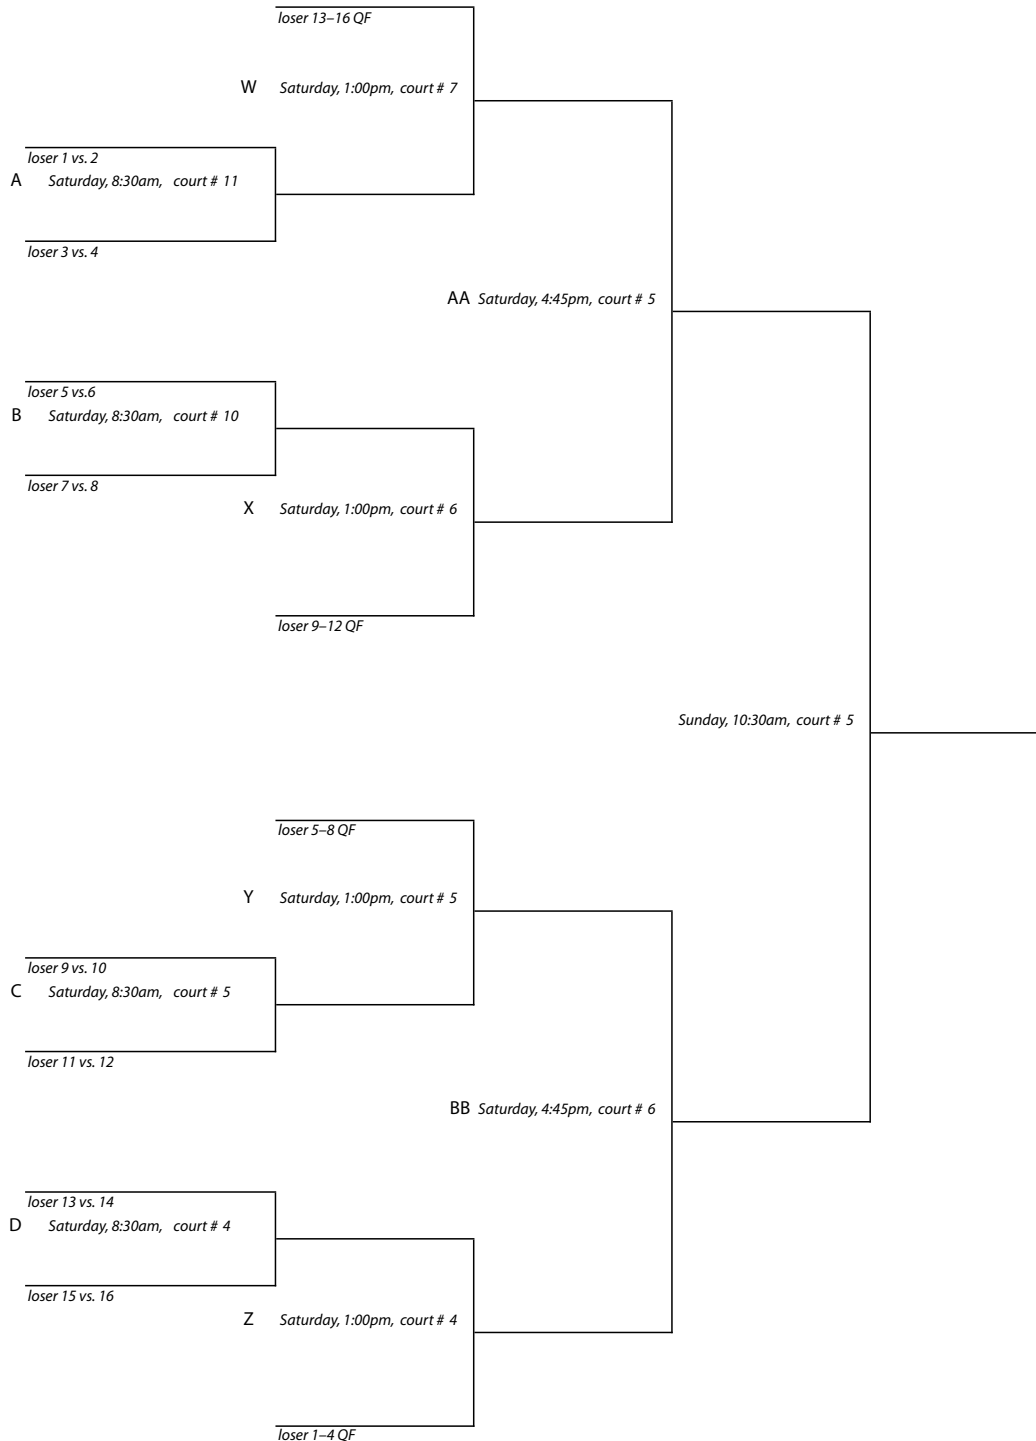 loser 13–16 QF
W Saturday, 1:00pm, court # 7
loser 1 vs. 2
A Saturday, 8:30am, court # 11
loser 3 vs. 4
AA Saturday, 4:45pm, court # 5
loser 5 vs.6
B Saturday, 8:30am, court # 10
loser 7 vs. 8
X Saturday, 1:00pm, court # 6
loser 9–12 QF
Sunday, 10:30am, court # 5
loser 5–8 QF
Y Saturday, 1:00pm, court # 5
loser 9 vs. 10
C Saturday, 8:30am, court # 5
loser 11 vs. 12
BB Saturday, 4:45pm, court # 6
loser 13 vs. 14
D Saturday, 8:30am, court # 4
loser 15 vs. 16
Z Saturday, 1:00pm, court # 4
loser 1–4 QF